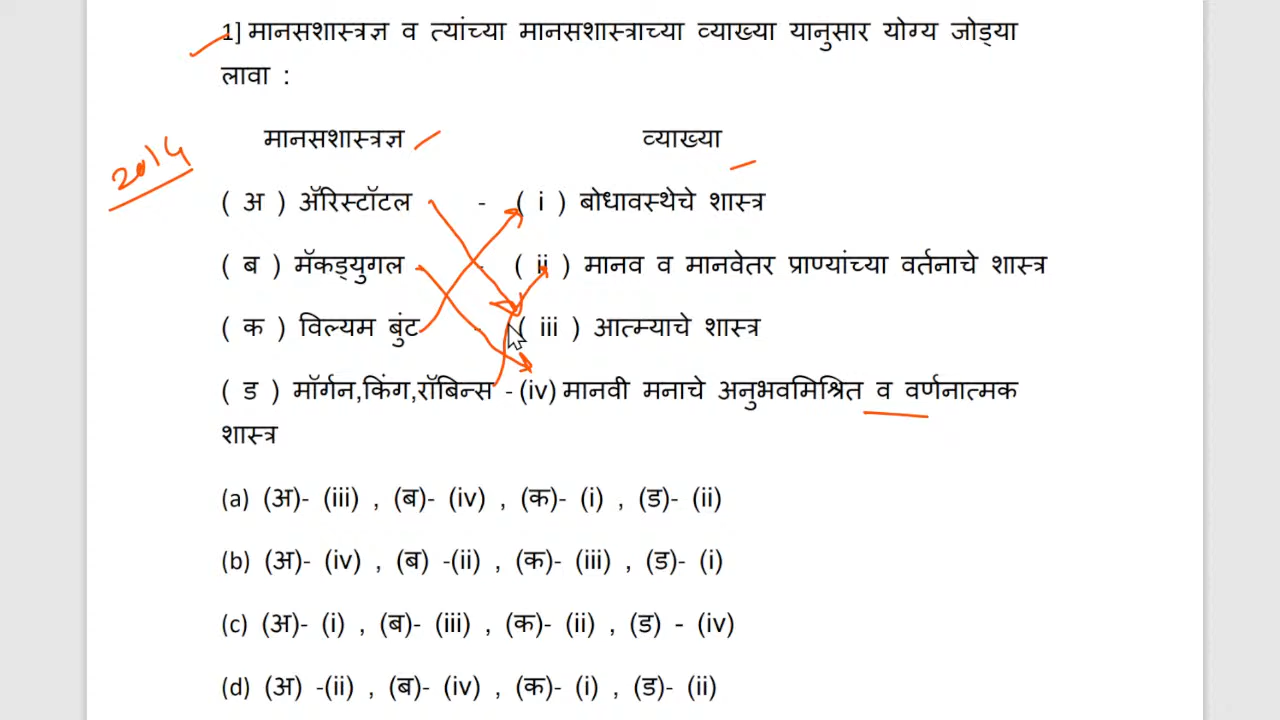 1] मानसशास्त्रज्ञ व त्यांच्या मानसशास्त्राच्या व्याख्या यानुसार योग्य जोड्या
लावा :
मानसशास्त्रज्ञ व्याख्या
2014
( अ ) ॲरिस्टॉटल - ( i ) बोधावस्थेचे शास्त्र
( ब ) मॅकड्युगल - ( ii ) मानव व मानवेतर प्राण्यांच्या वर्तनाचे शास्त्र
( क ) विल्यम बुंट - ( iii ) आत्म्याचे शास्त्र
( ड ) मॉर्गन,किंग,रॉबिन्स - (iv) मानवी मनाचे अनुभवमिश्रित व वर्णनात्मक
शास्त्र
(a) (अ)- (iii) , (ब)- (iv) , (क)- (i) , (ड)- (ii)
(b) (अ)- (iv) , (ब) -(ii) , (क)- (iii) , (ड)- (i)
(c) (अ)- (i) , (ब)- (iii) , (क)- (ii) , (ड) - (iv)
(d) (अ) -(ii) , (ब)- (iv) , (क)- (i) , (ड)- (ii)